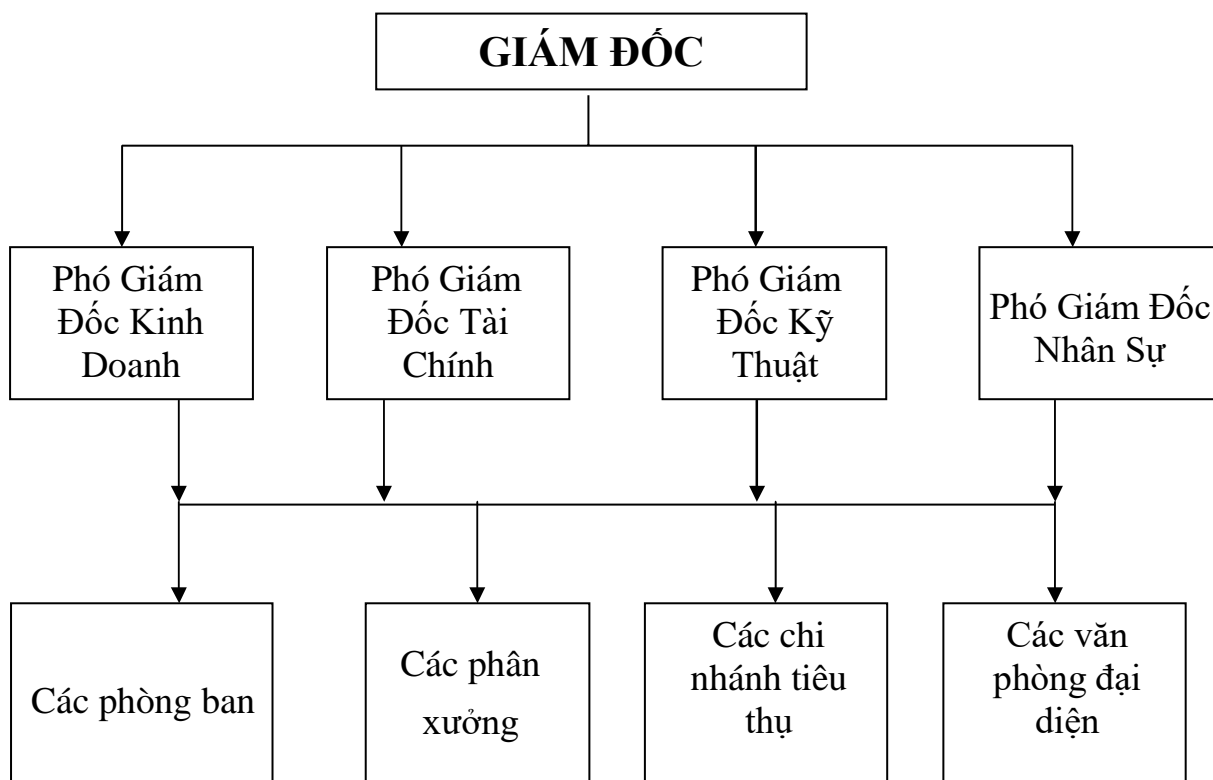 GIÁM ĐỐC
Phó Giám
Đốc Kinh
Doanh
Phó Giám
Đốc Tài
Chính
Phó Giám
Đốc Kỹ
Thuật
Phó Giám Đốc
Nhân Sự
Các phòng ban
Các phân
xưởng
Các chi
nhánh tiêu
thụ
Các văn
phòng đại
diện